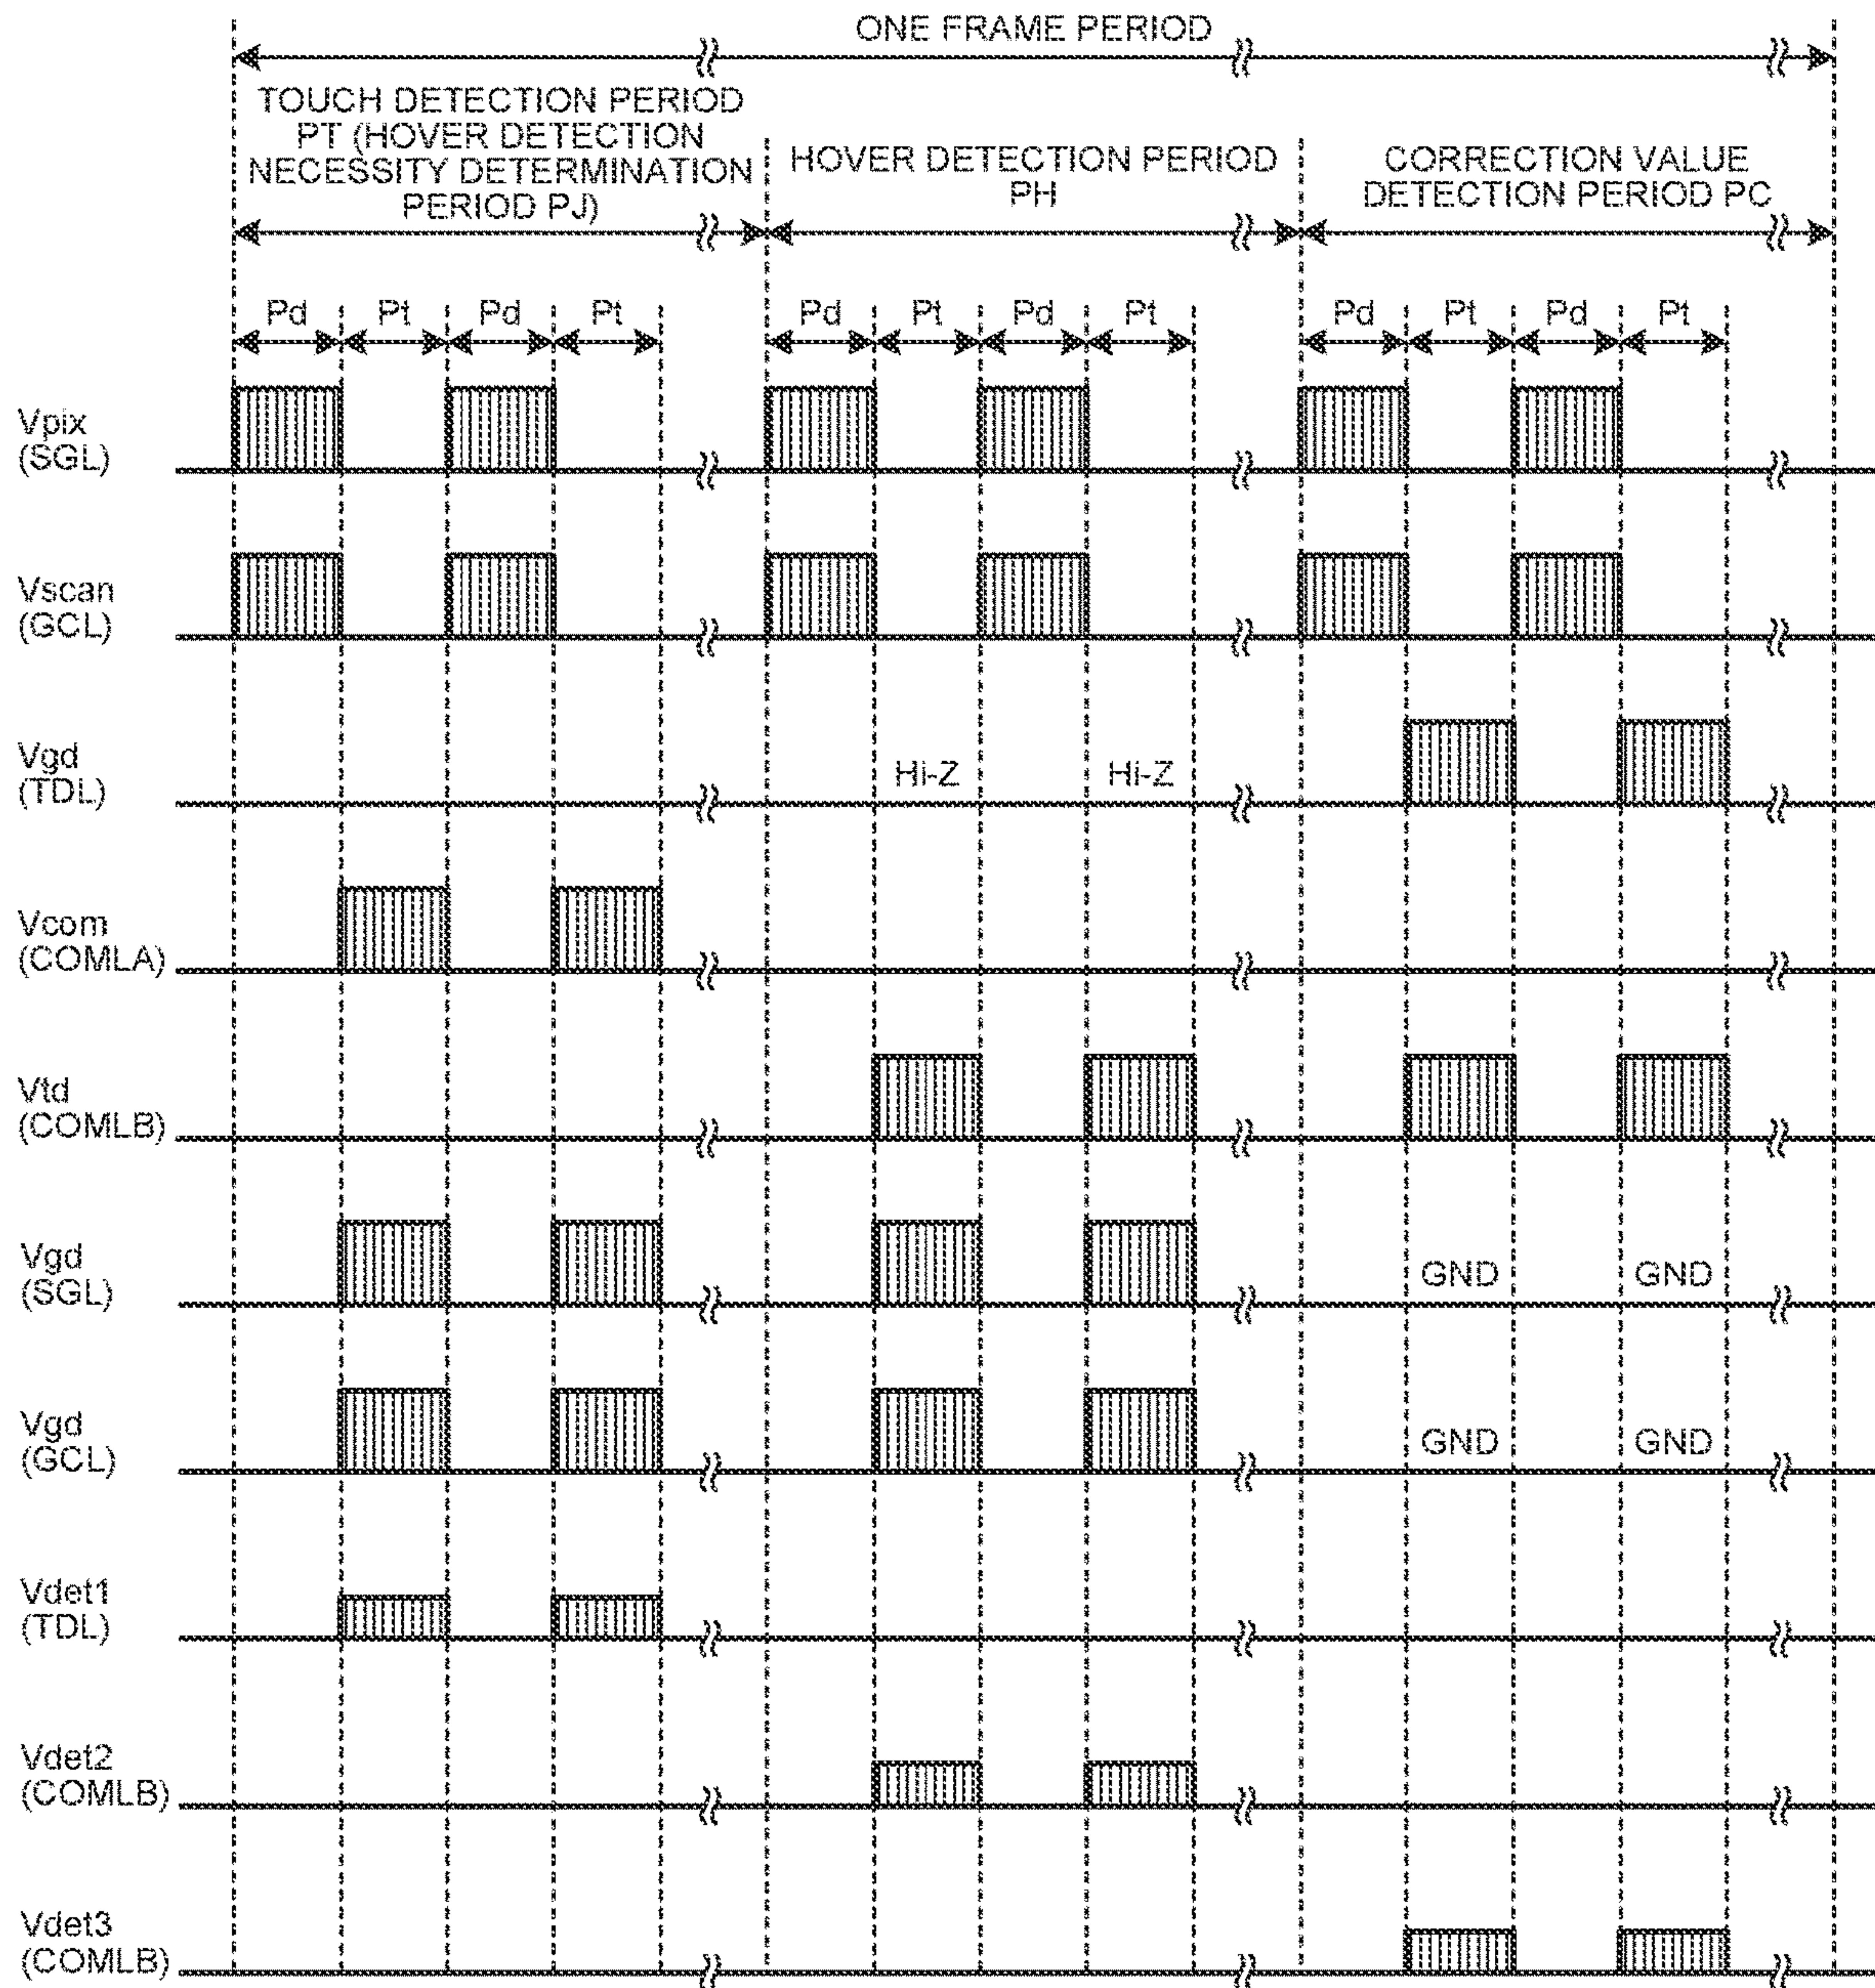 ONE FRAME PERIOD
TOUCH DETECTION PERIOD
PT (HOVER DETECTION
NECESSITY DETERMINATION
PERIOD PJ)
HOVER DETECTION PERIOD
PH
CORRECTION VALUE
DETECTION PERIOD PC
Pd Pt Pd Pt Pd Pt Pd Pt Pd Pt Pd Pt
Vpix
(SGL)
Vscan
(GCL)
Vgd
(TDL)
Hi-Z Hi-Z
Vcom
(COMLA)
Vtd
(COMLB)
Vgd
(SGL)
GND GND
Vgd
(GCL)
GND GND
Vdet1
(TDL)
Vdet2
(COMLB)
Vdet3
(COMLB)